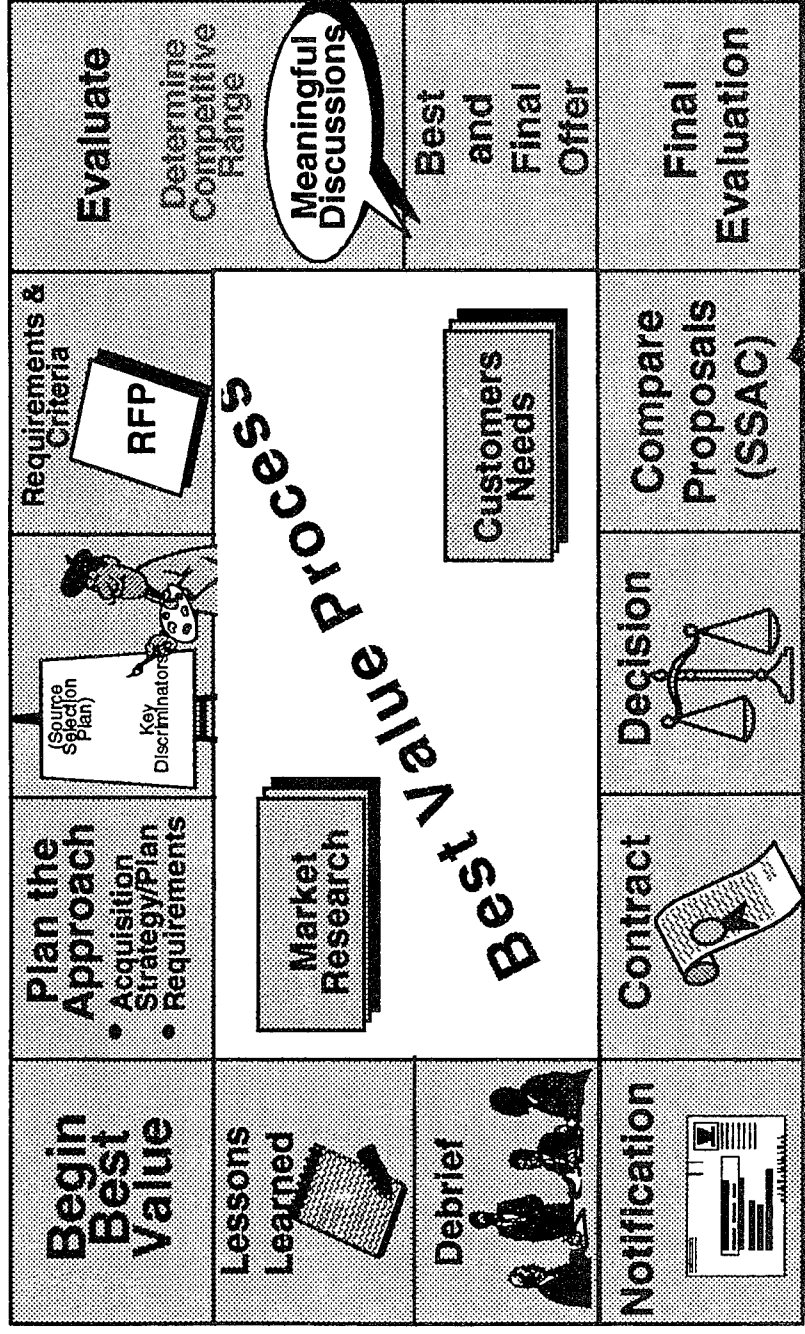 Begin
Best
Value
Plan the
Approach
• Acquisition
Strategy/Plan
• Requirements
(Source
Selection
Plan)
Key
Discriminators
Requirements &
Criteria
RFP
Evaluate
Determine
Competitive
Range
Meaningful
Discussions
Best
and
Final
Offer
Final
Evaluation
Compare
Proposals
(SSAC)
Decision
Contract
Notification
Debrief
Lessons
Learned
Market
Research
Best Value Process
Customers
Needs